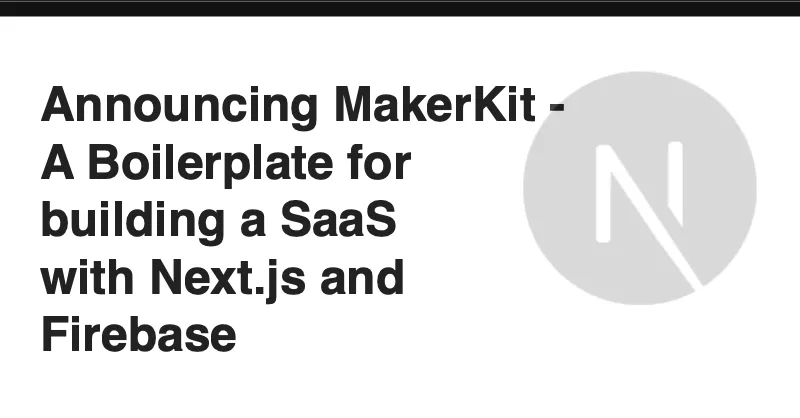 Announcing MakerKit -
A Boilerplate for
building a SaaS
with Next.js and
Firebase
N